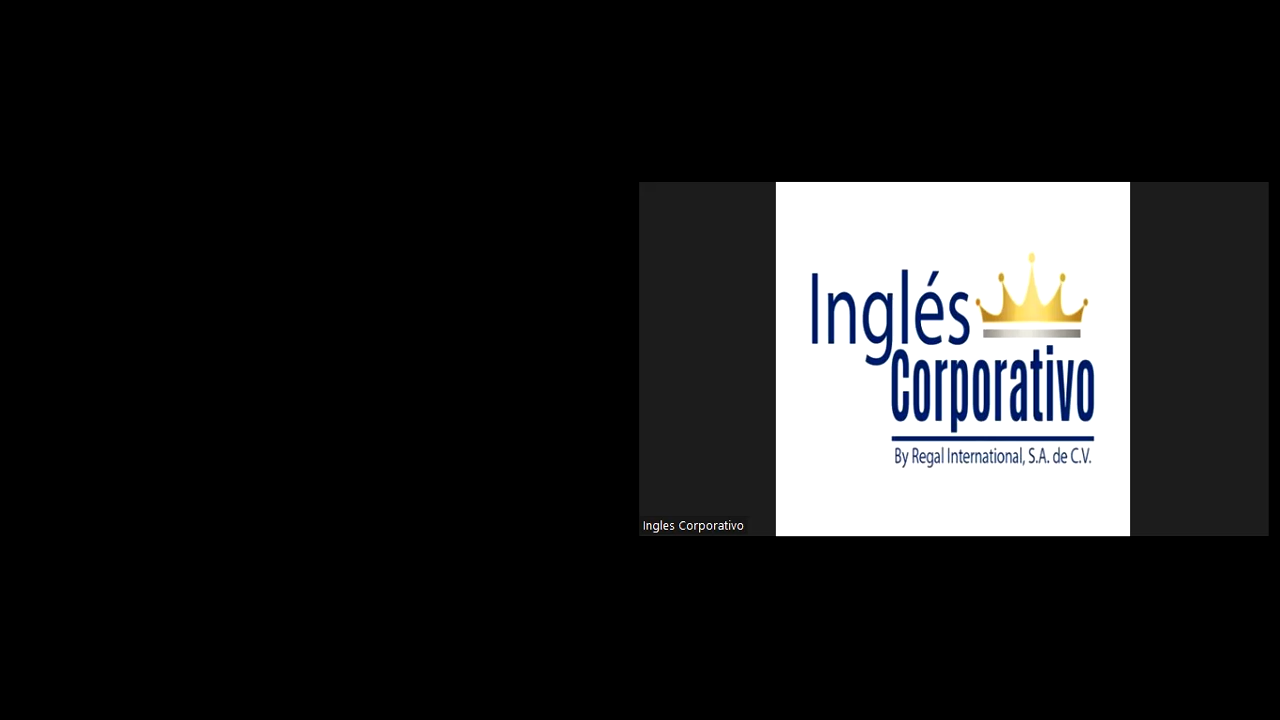 Inglés
Corporativo
By Regal International, S.A. de C.V.
Ingles Corporativo